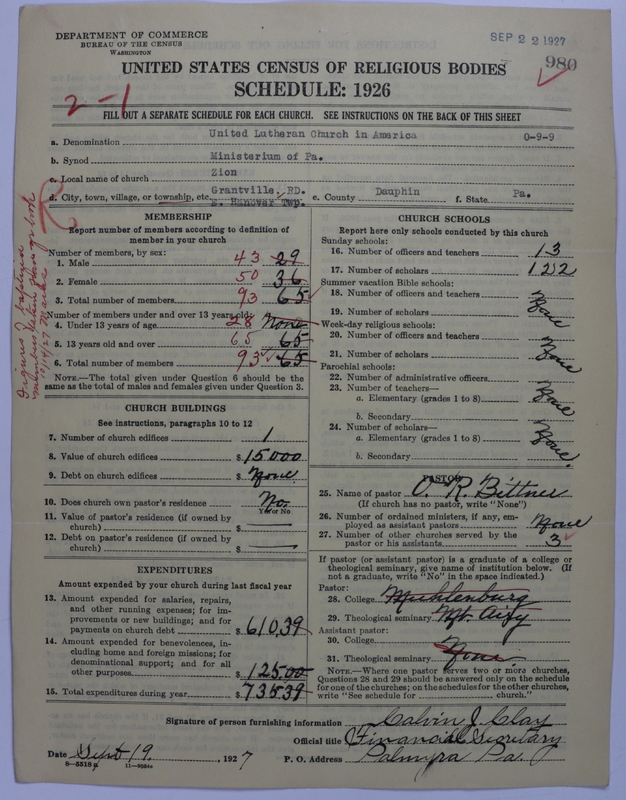 DEPARTMENT OF COMMERCE
BUREAU OF THE CENSUS
WASHINGTON
SEP 22 1927
980
UNITED STATES CENSUS OF RELIGIOUS BODIES
SCHEDULE: 1926
2-1
FILL OUT A SEPARATE SCHEDULE FOR EACH CHURCH. SEE INSTRUCTIONS ON THE BACK OF THIS SHEET
a. Denomination United Lutheran Church in America 0-9-9
b. Synod Ministerium of Pa.
c. Local name of church Zion
d. City, town, village, or township, etc. Grantville, RD. E. Hanover Twp. e. County Dauphin f. State Pa.
MEMBERSHIP
Report number of members according to definition of
member in your church
Number of members, by sex:
1. Male 43 29
2. Female 50 36
3. Total number of members 93 65
Number of members under and over 13 years old:
4. Under 13 years of age 28 None
5. 13 years old and over 65 65
6. Total number of members 93 65
NOTE.—The total given under Question 6 should be
same as the total of males and females given under Question 3.
CHURCH BUILDINGS
See instructions, paragraphs 10 to 12
7. Number of church edifices 1
8. Value of church edifices $ 15000
9. Debt on church edifices $ None
10. Does church own pastor's residence No.
Yes or No
11. Value of pastor's residence (if owned by
church) $ —
12. Debt on pastor's residence (if owned by
church) $ —
EXPENDITURES
Amount expended by your church during last fiscal year
13. Amount expended for salaries, repairs,
and other running expenses; for im-
provements or new buildings; and for
payments on church debt $ 610.39
14. Amount expended for benevolences, in-
cluding home and foreign missions; for
denominational support; and for all
other purposes $ 125.00
15. Total expenditures during year $ 735.39
CHURCH SCHOOLS
Report here only schools conducted by this church
Sunday schools:
16. Number of officers and teachers 13
17. Number of scholars 122
Summer vacation Bible schools:
18. Number of officers and teachers None
19. Number of scholars
Week-day religious schools:
20. Number of officers and teachers None
21. Number of scholars
Parochial schools:
22. Number of administrative officers
23. Number of teachers—
a. Elementary (grades 1 to 8) None
b. Secondary
24. Number of scholars—
a. Elementary (grades 1 to 8) None.
b. Secondary
PASTOR
25. Name of pastor O. R. Bittner
(If church has no pastor, write "None")
26. Number of ordained ministers, if any, em-
ployed as assistant pastors None
27. Number of other churches served by the
pastor or his assistants 3
If pastor (or assistant pastor) is a graduate of a college or
theological seminary, give name of institution below. (If
not a graduate, write "No" in the space indicated.)
Pastor:
28. College Muhlenburg
29. Theological seminary Mt. Airy
Assistant pastor:
30. College
31. Theological seminary None.
NOTE.—Where one pastor serves two or more churches,
Questions 28 and 29 should be answered only on the schedule
for one of the churches; on the schedules for the other churches,
write "See schedule for church."
Signature of person furnishing information Calvin J. Clay
Official title Financial Secretary
Date Sept 19, 1927 P. O. Address Palmyra Pa.
8-5518